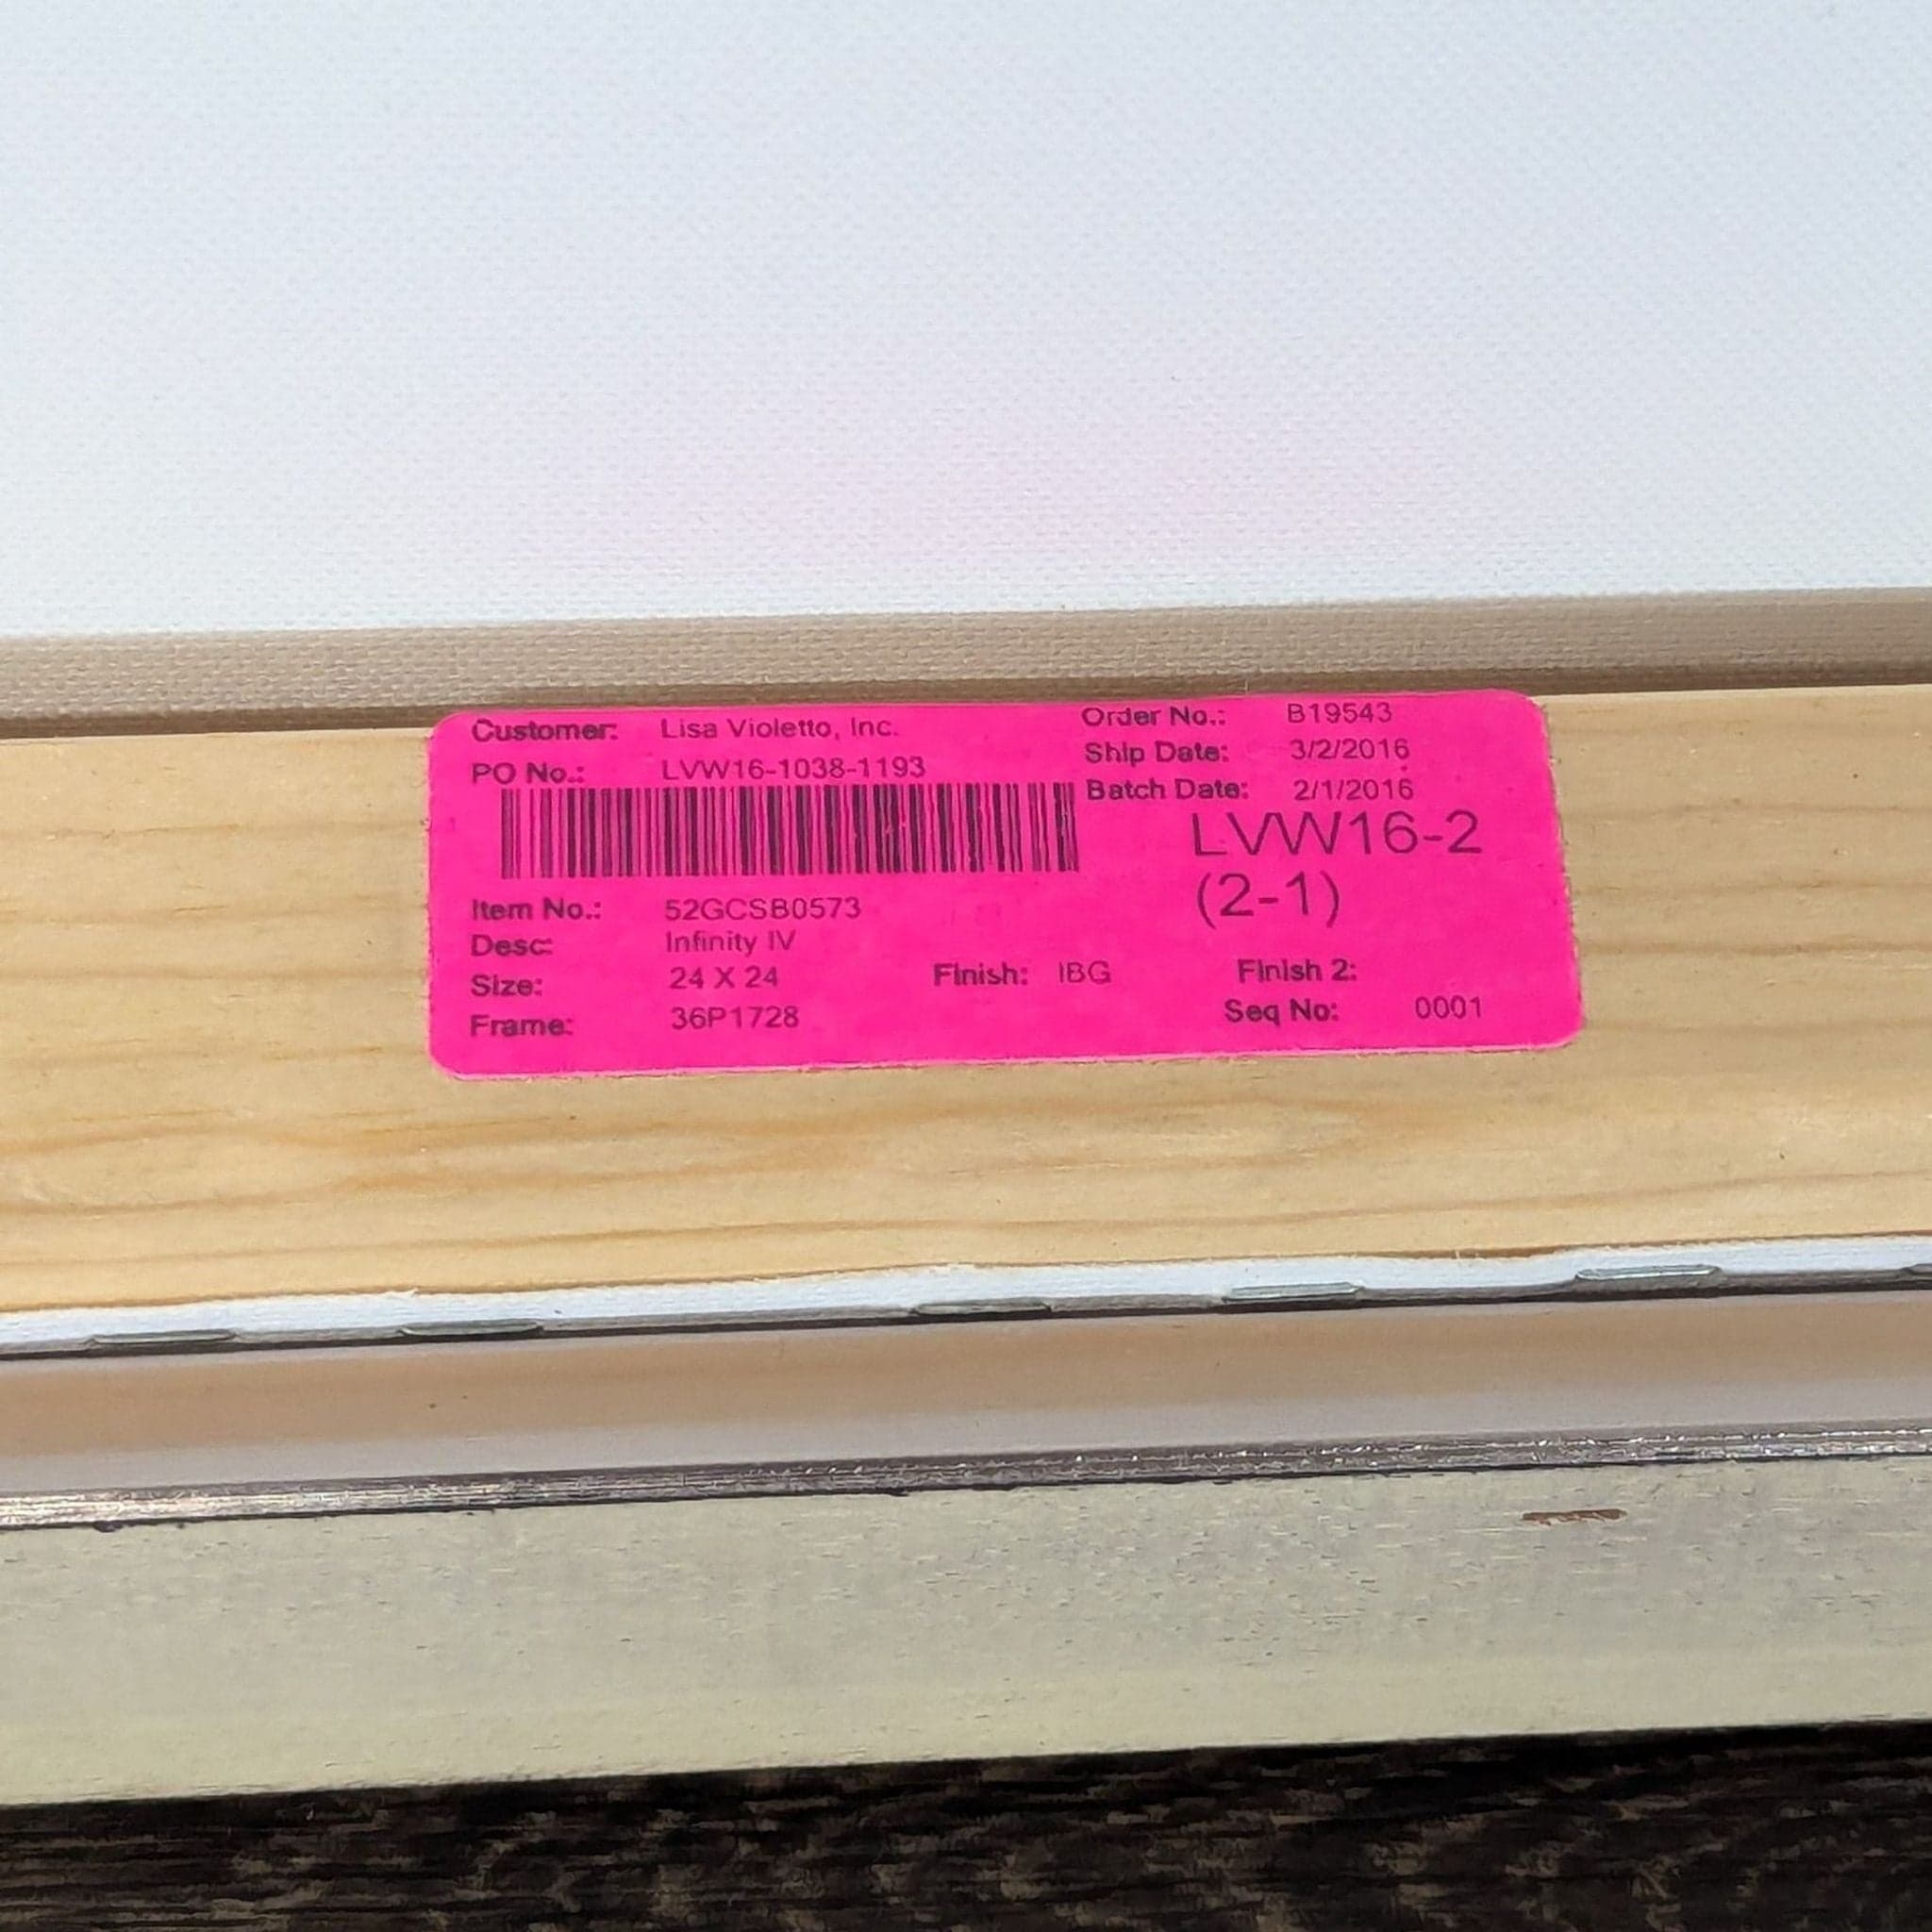 Customer: Lisa Violetto, Inc. Order No.: B19543
PO No.: LVW16-1038-1193 Ship Date: 3/2/2016
Batch Date: 2/1/2016
LVW16-2
(2-1)
Item No.: 52GCSB0573
Desc: Infinity IV
Size: 24 X 24 Finish: IBG Finish 2:
Frame: 36P1728 Seq No: 0001